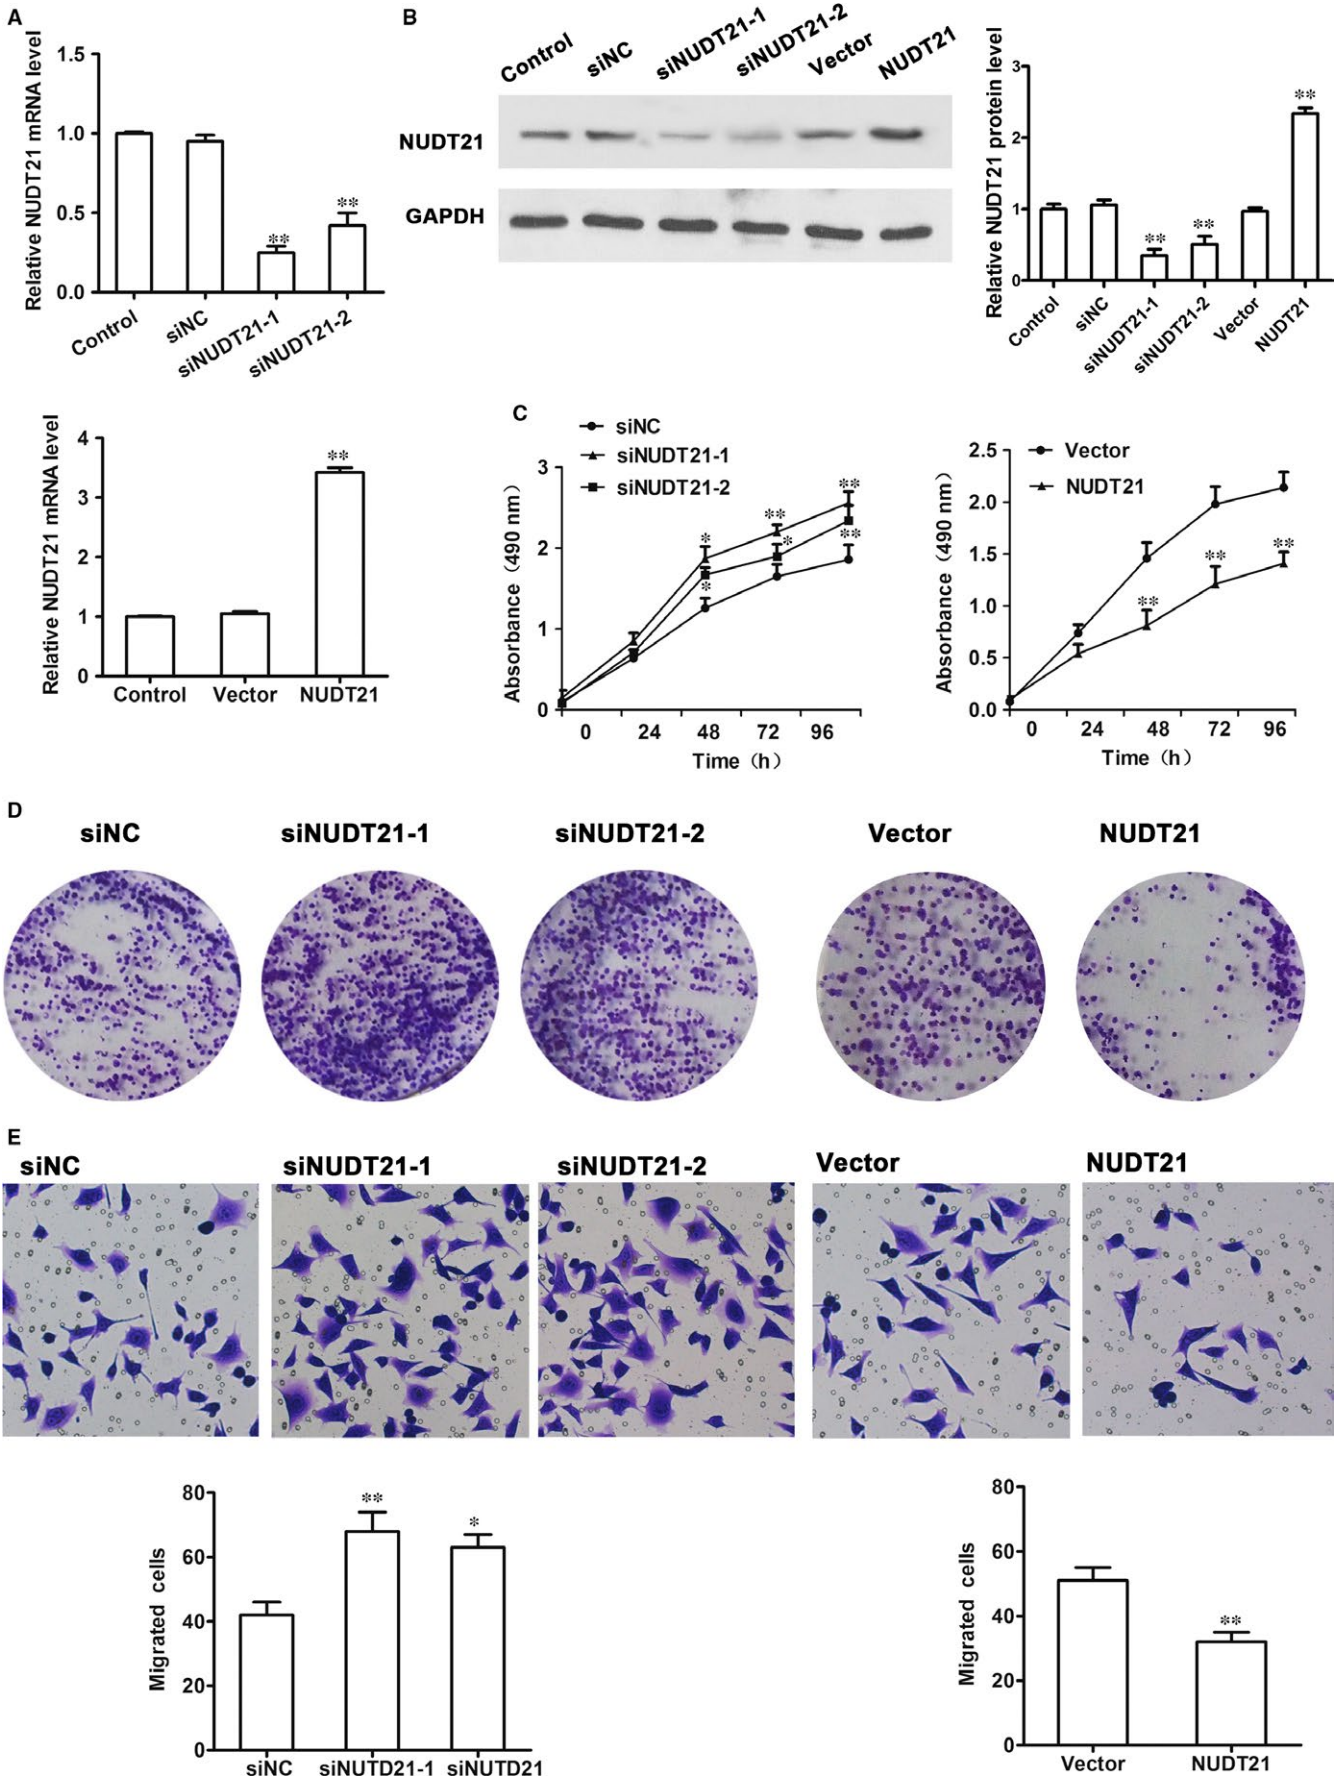 A
Relative NUDT21 mRNA level
1.5
1.0
0.5
0.0
**
**
Control
siNC
siNUDT21-1
siNUDT21-2
B
Control
siNC
siNUDT21-1
siNUDT21-2
Vector
NUDT21
NUDT21
GAPDH
Relative NUDT21 protein level
3
2
1
0
**
**
**
Control
siNC
siNUDT21-1
siNUDT21-2
Vector
NUDT21
Relative NUDT21 mRNA level
4
3
2
1
0
**
Control
Vector
NUDT21
C
siNC
siNUDT21-1
siNUDT21-2
Absorbance (490 nm)
3
2
1
0
*
*
**
*
**
**
0 24 48 72 96
Time (h)
Vector
NUDT21
Absorbance (490 nm)
2.5
2.0
1.5
1.0
0.5
0.0
**
**
**
0 24 48 72 96
Time (h)
D
siNC siNUDT21-1 siNUDT21-2 Vector NUDT21
E
siNC siNUDT21-1 siNUDT21-2 Vector NUDT21
Migrated cells
80
60
40
20
0
**
*
siNC siNUTD21-1 siNUTD21
Migrated cells
80
60
40
20
0
**
Vector NUDT21